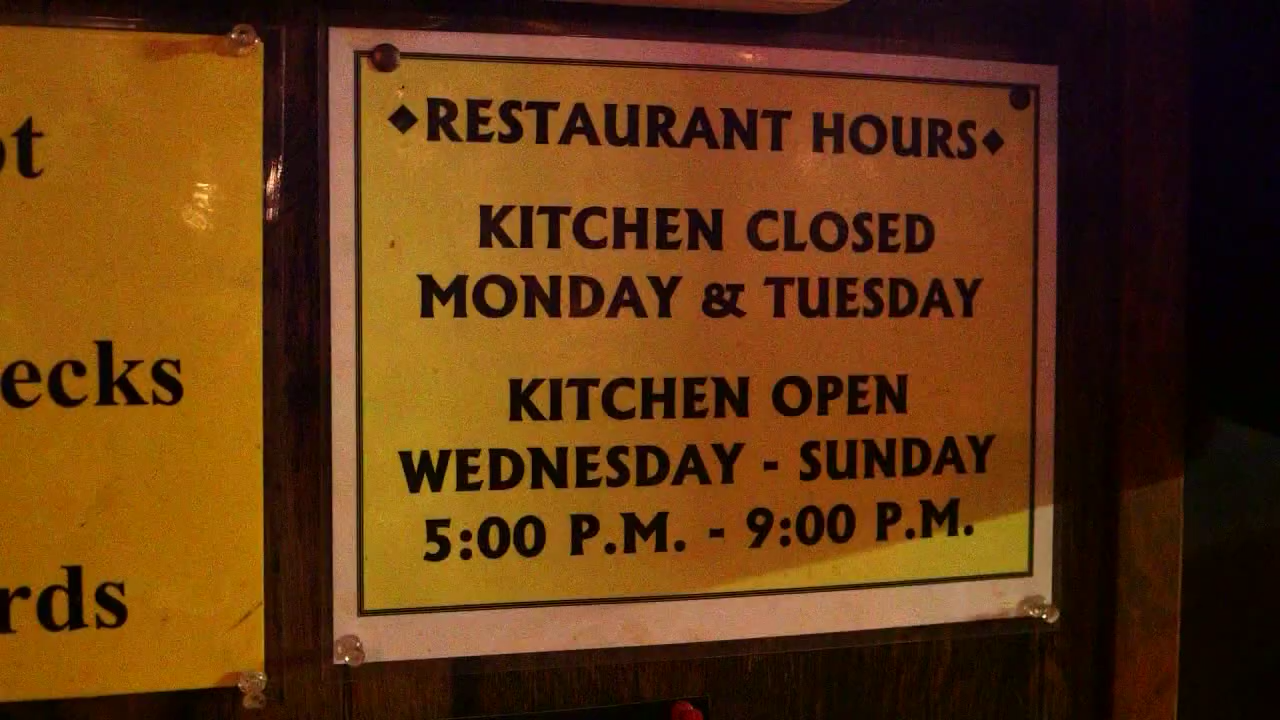 ◆RESTAURANT HOURS◆
KITCHEN CLOSED
MONDAY & TUESDAY
KITCHEN OPEN
WEDNESDAY - SUNDAY
5:00 P.M. - 9:00 P.M.